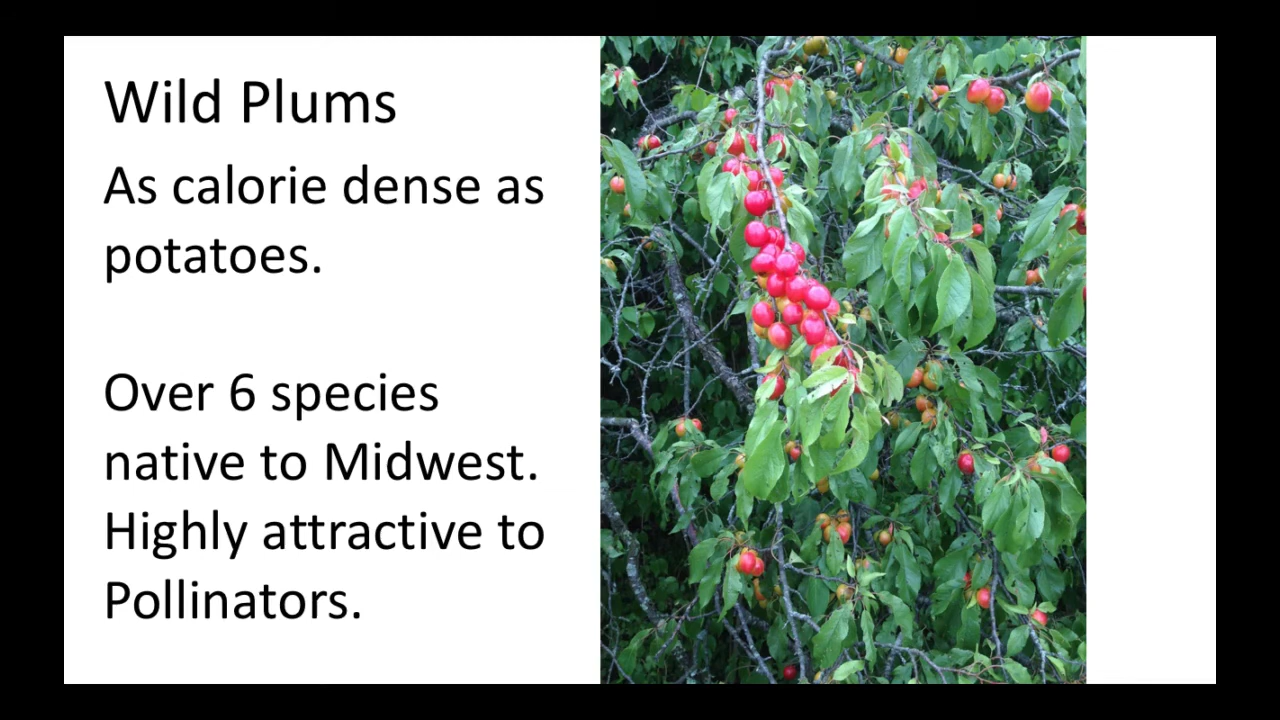 Wild Plums
As calorie dense as
potatoes.
Over 6 species
native to Midwest.
Highly attractive to
Pollinators.